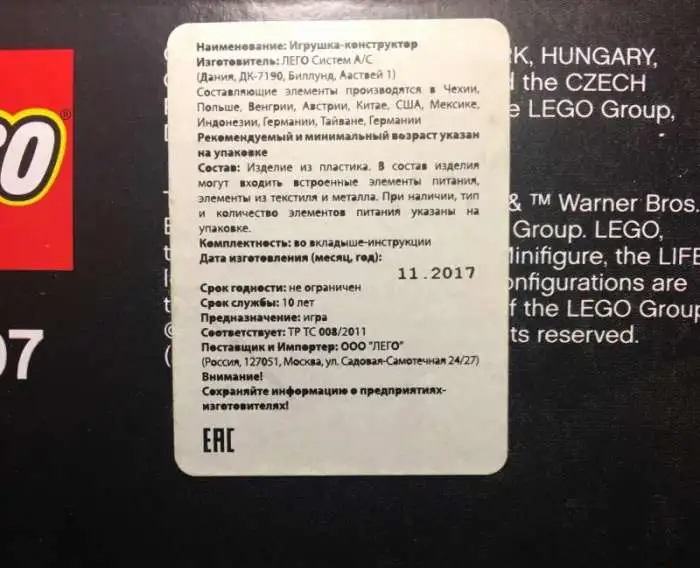 Наименование: Игрушка-конструктор
Изготовитель: ЛЕГО Систем А/С
(Дания, ДК-7190, Биллунд, Ааствей 1)
Составляющие элементы производятся в Чехии,
Польше, Венгрии, Австрии, Китае, США, Мексике,
Индонезии, Германии, Тайване, Германии
Рекомендуемый и минимальный возраст указан
на упаковке
Состав: Изделие из пластика. В состав изделия
могут входить встроенные элементы питания,
элементы из текстиля и металла. При наличии, тип
и количество элементов питания указаны на
упаковке.
Комплектность: во вкладыше-инструкции
Дата изготовления (месяц, год):
11.2017
Срок годности: не ограничен
Срок службы: 10 лет
Предназначение: игра
Соответствует: ТР ТС 008/2011
Поставщик и Импортер: ООО "ЛЕГО"
(Россия, 127051, Москва, ул. Садовая-Самотечная 24/27)
Внимание!
Сохраняйте информацию о предприятиях-
изготовителях!
EAC
HUNGARY,
the CZECH
LEGO Group,
& ™ Warner Bros.
Group. LEGO,
Minifigure, the LIFE
onfigurations are
f the LEGO Group
ts reserved.
GO®
07